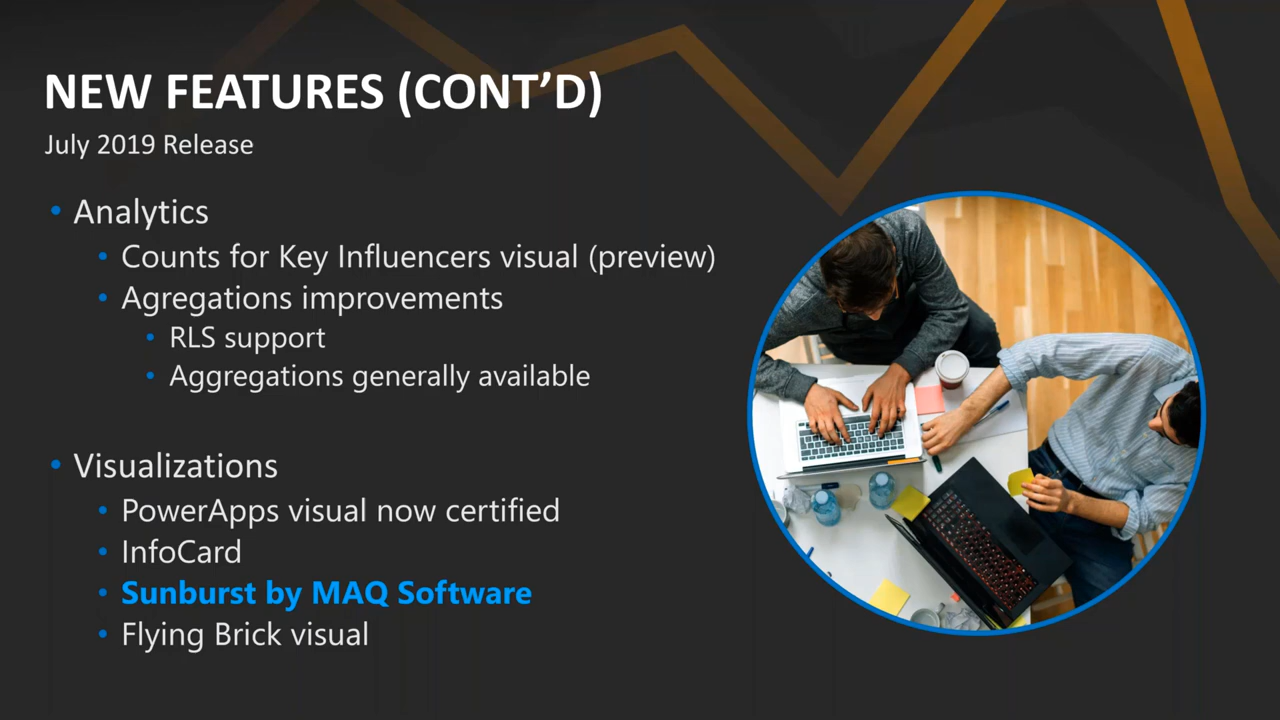 NEW FEATURES (CONT’D)
July 2019 Release
• Analytics
• Counts for Key Influencers visual (preview)
• Agregations improvements
• RLS support
• Aggregations generally available
• Visualizations
• PowerApps visual now certified
• InfoCard
• Sunburst by MAQ Software
• Flying Brick visual